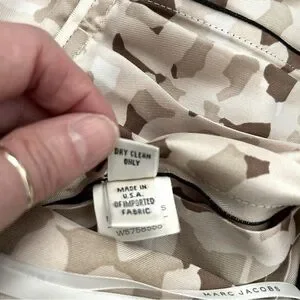 DRY CLEAN
ONLY
MADE IN
U.S.A.
OF IMPORTED
FABRIC
S
MARC JACOBS